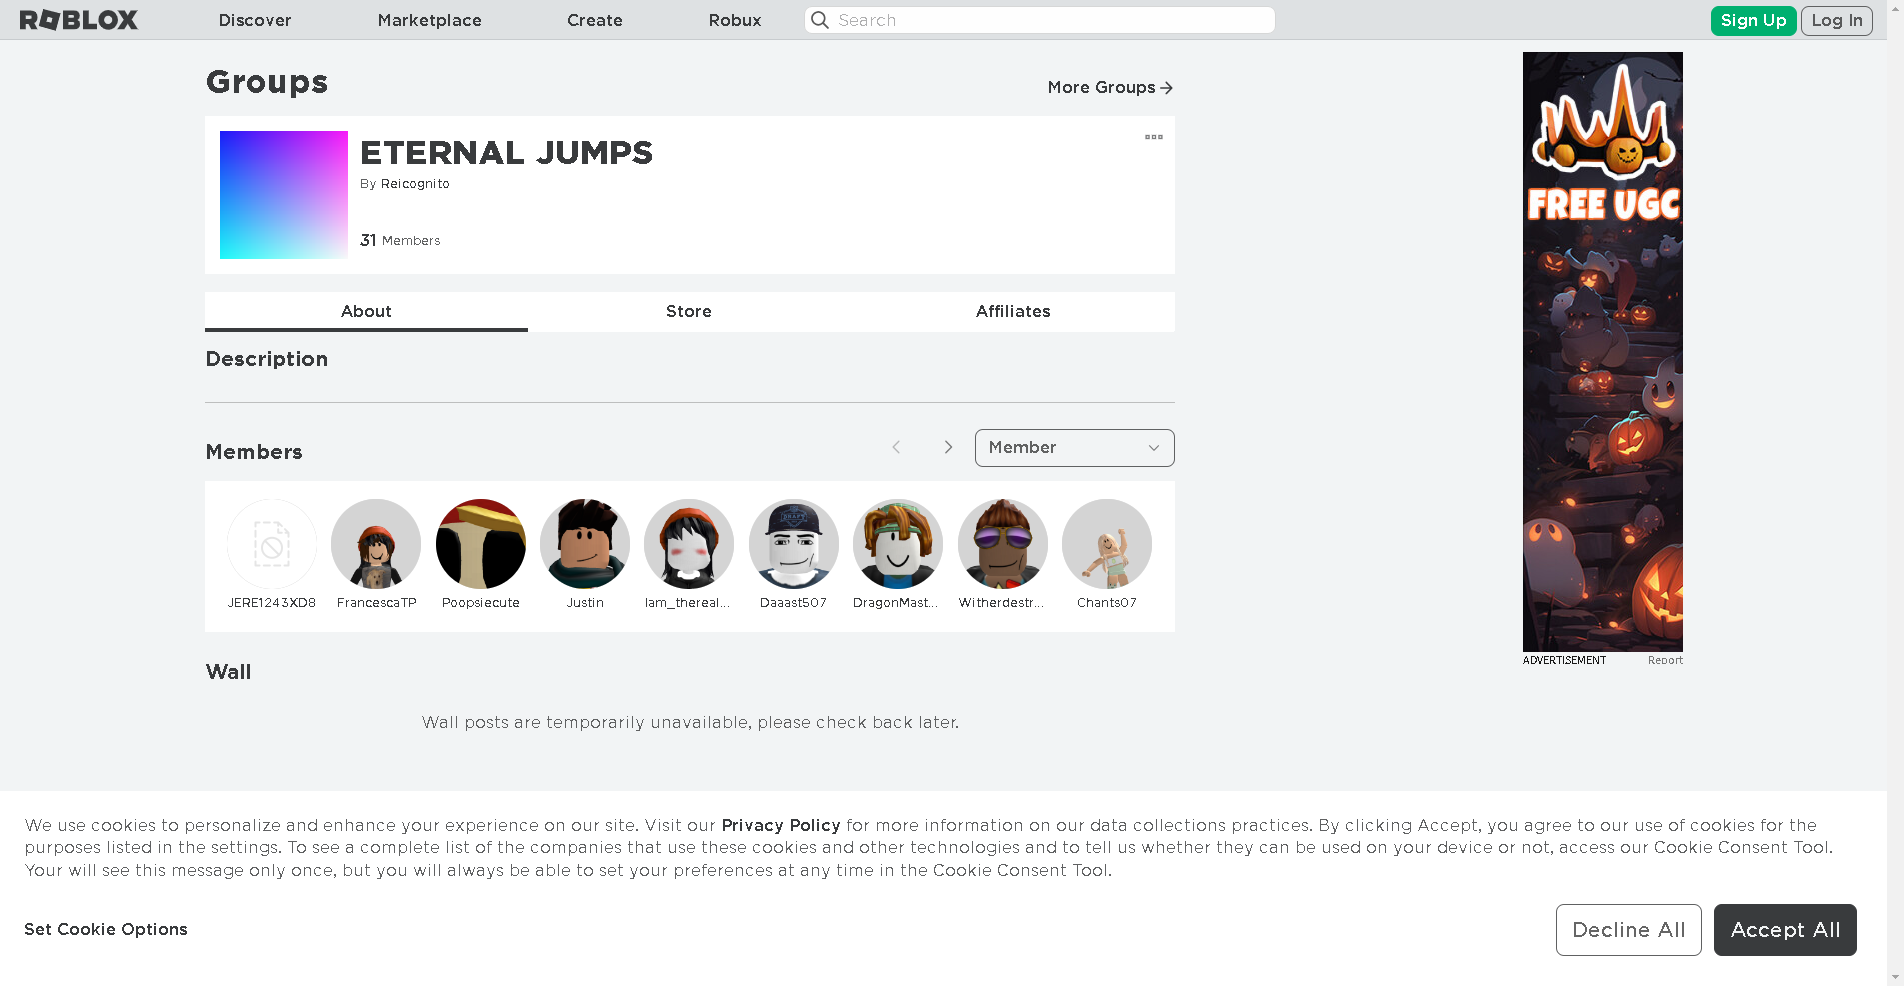 ROBLOX Discover Marketplace Create Robux Search Sign Up Log In
Groups
More Groups
ETERNAL JUMPS
By Reicognito
31 Members
About Store Affiliates
Description
Members
Member
JERE1243XD8 FrancescaTP Poopsiecute Justin Iam_thereal... Daaast507 DragonMast... Witherdestr... Chants07
Wall
Wall posts are temporarily unavailable, please check back later.
FREE UGC
ADVERTISEMENT Report
We use cookies to personalize and enhance your experience on our site. Visit our Privacy Policy for more information on our data collections practices. By clicking Accept, you agree to our use of cookies for the
purposes listed in the settings. To see a complete list of the companies that use these cookies and other technologies and to tell us whether they can be used on your device or not, access our Cookie Consent Tool.
Your will see this message only once, but you will always be able to set your preferences at any time in the Cookie Consent Tool.
Set Cookie Options
Decline All Accept All